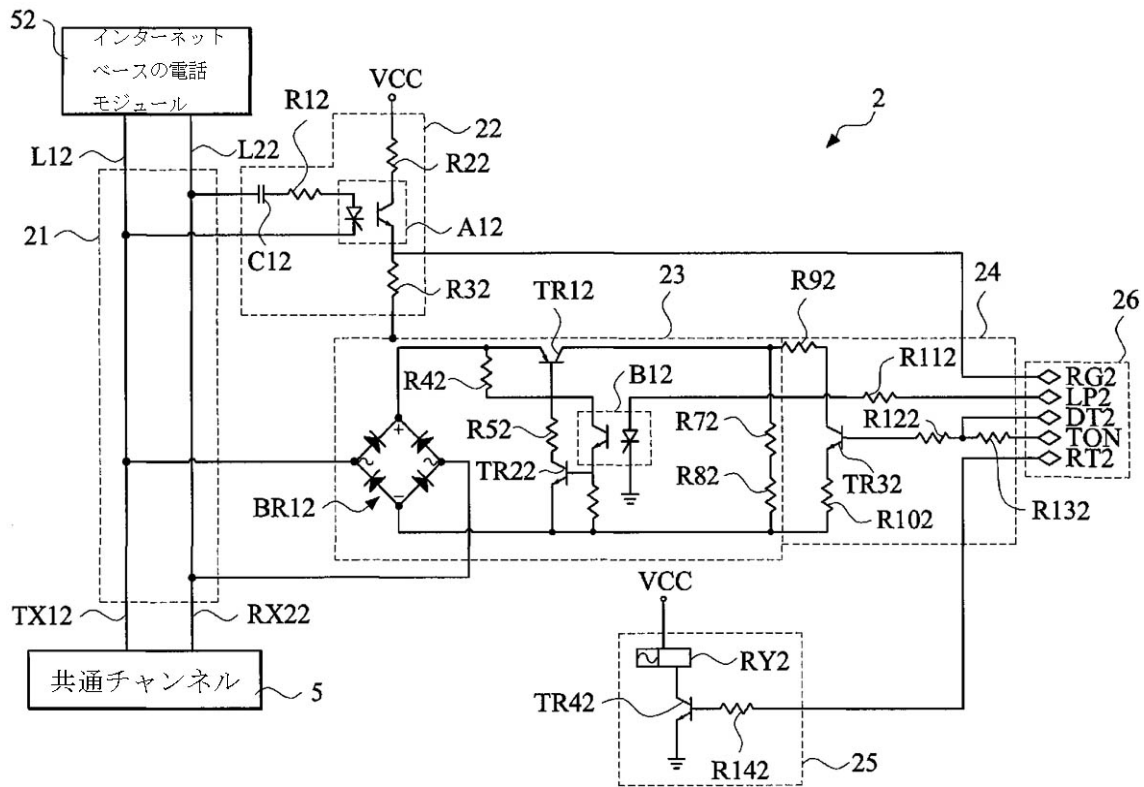 52
インターネット
ベースの電話
モジュール
VCC
R12
22
2
L12
L22
R22
21
A12
C12
R32
TR12
23
R92
24
26
R42
B12
R112
RG2
LP2
R52
R72
R122
DT2
TON
TR22
RT2
R82
TR32
BR12
R102
R132
VCC
TX12
RX22
RY2
共通チャンネル
5
TR42
R142
25